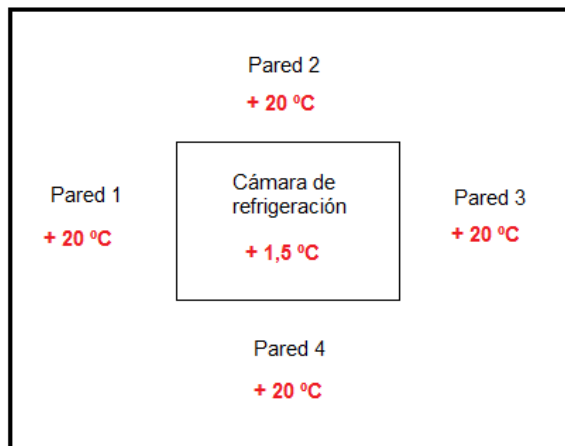 Pared 2
+ 20 ºC
Pared 1
+ 20 ºC
Cámara de
refrigeración
+ 1,5 ºC
Pared 3
+ 20 ºC
Pared 4
+ 20 ºC